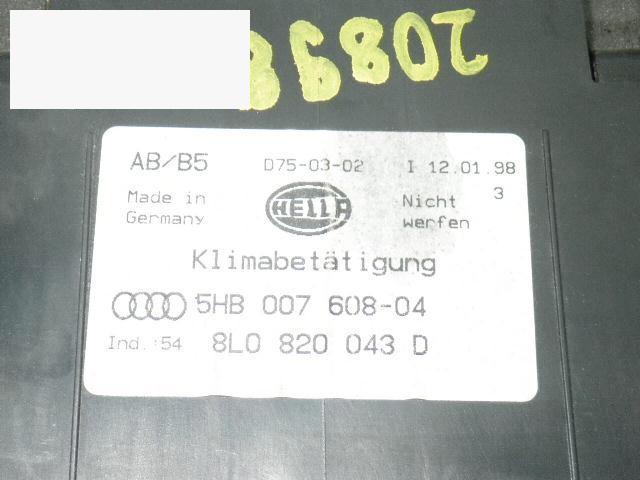 20898
AB/B5 D75-03-02 I 12.01.98
3
Made in Germany
HELLA
Nicht werfen
Klimabetätigung
5HB 007 608-04
Ind.:54 8L0 820 043 D